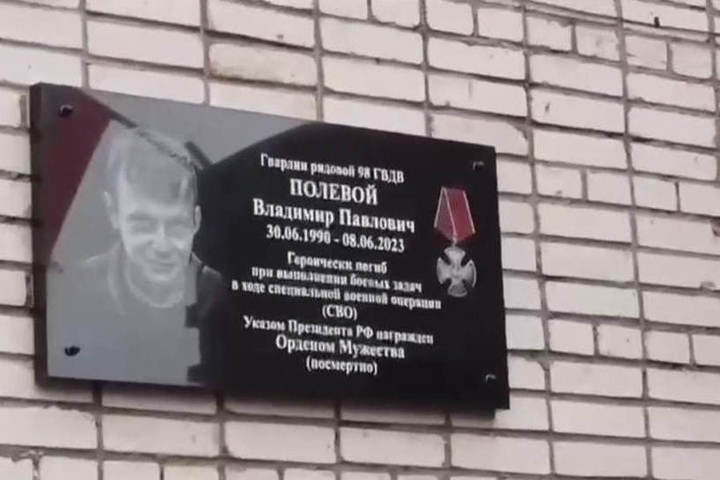 Гвардии рядовой 98 ГВДВ
ПОЛЕВОЙ
Владимир Павлович
30.06.1990 - 08.06.2023
Героически погиб
при выполнении боевых задач
в ходе специальной военной операции
(СВО)
Указом Президента РФ награжден
Орденом Мужества
(посмертно)